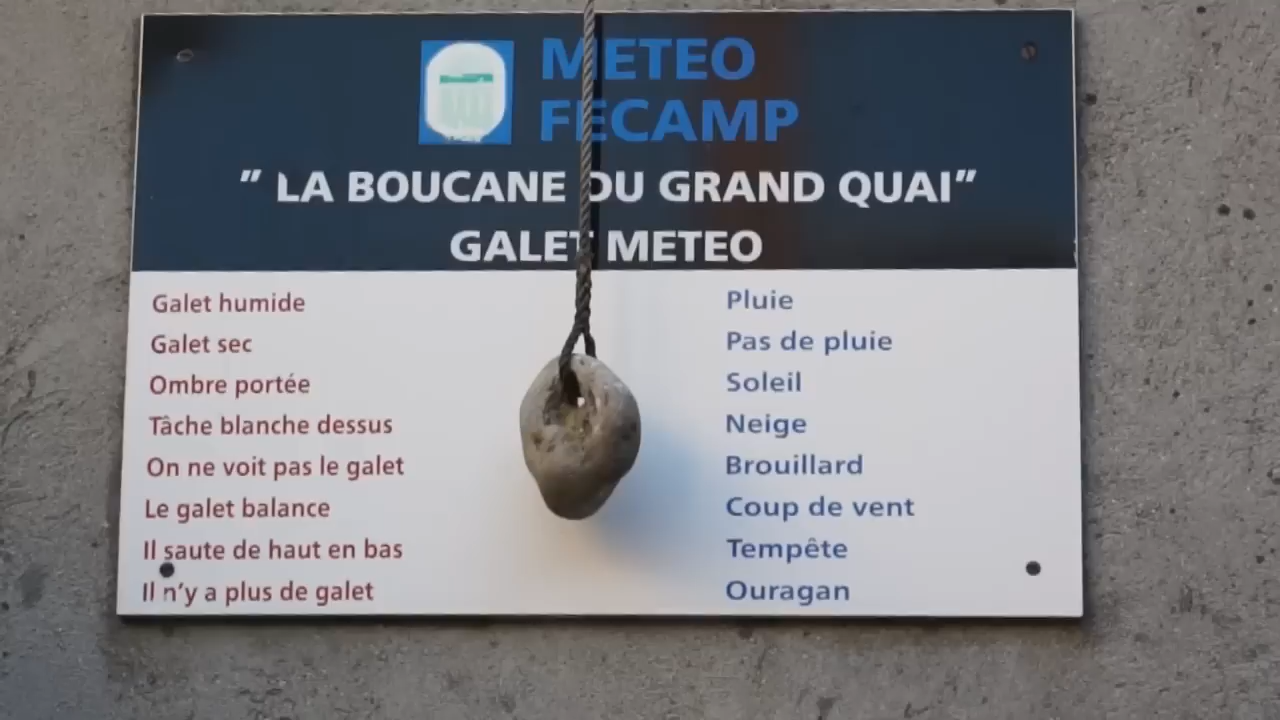 METEO
FECAMP
" LA BOUCANE DU GRAND QUAI"
GALET METEO
Galet humide Pluie
Galet sec Pas de pluie
Ombre portée Soleil
Tâche blanche dessus Neige
On ne voit pas le galet Brouillard
Le galet balance Coup de vent
Il saute de haut en bas Tempête
Il n'y a plus de galet Ouragan